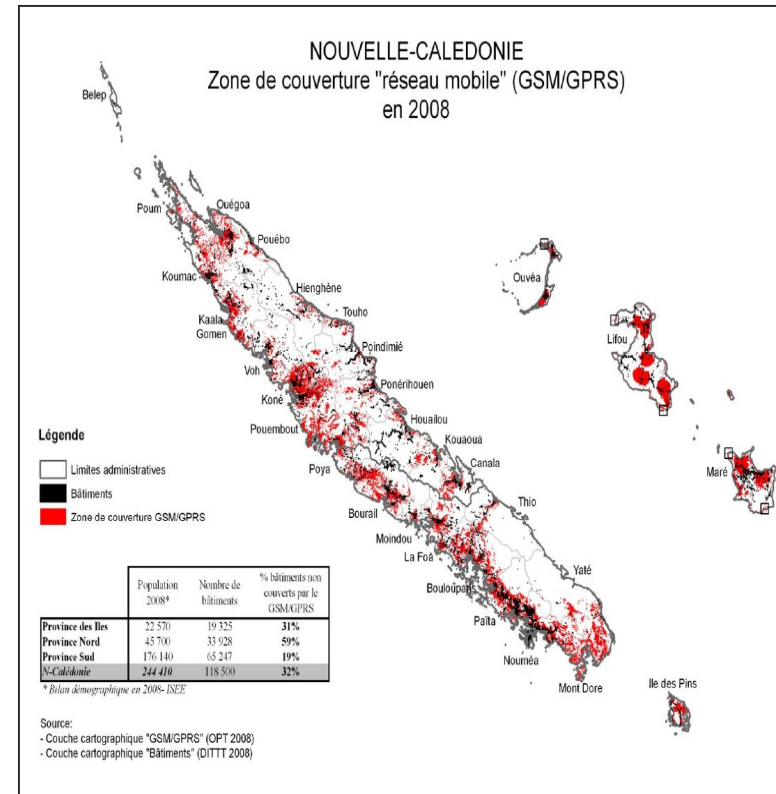 NOUVELLE-CALEDONIE
Zone de couverture "réseau mobile" (GSM/GPRS)
en 2008
Belep
Poum
Ouégoa
Pouébo
Koumac
Hienghène
Ouvéa
Kaala
Gomen
Touho
Lifou
Voh
Poindimié
Koné
Ponérihouen
Pouembout
Houailou
Kouaoua
Poya
Canala
Maré
Bourail
Thio
Moindou
La Foà
Yaté
Bouloupars
Païta
Nouméa
Mont Dore
Ile des Pins
Légende
Limites administratives
Bâtiments
Zone de couverture GSM/GPRS
Population 2008* Nombre de bâtiments % bâtiments non couverts par le GSM/GPRS
Province des Iles 22 570 19 325 31%
Province Nord 45 700 33 928 59%
Province Sud 176 140 65 247 19%
N-Calédonie 244 410 118 500 32%
* Bilan démographique en 2008- ISEE
Source:
- Couche cartographique "GSM/GPRS" (OPT 2008)
- Couche cartographique "Bâtiments" (DITTT 2008)